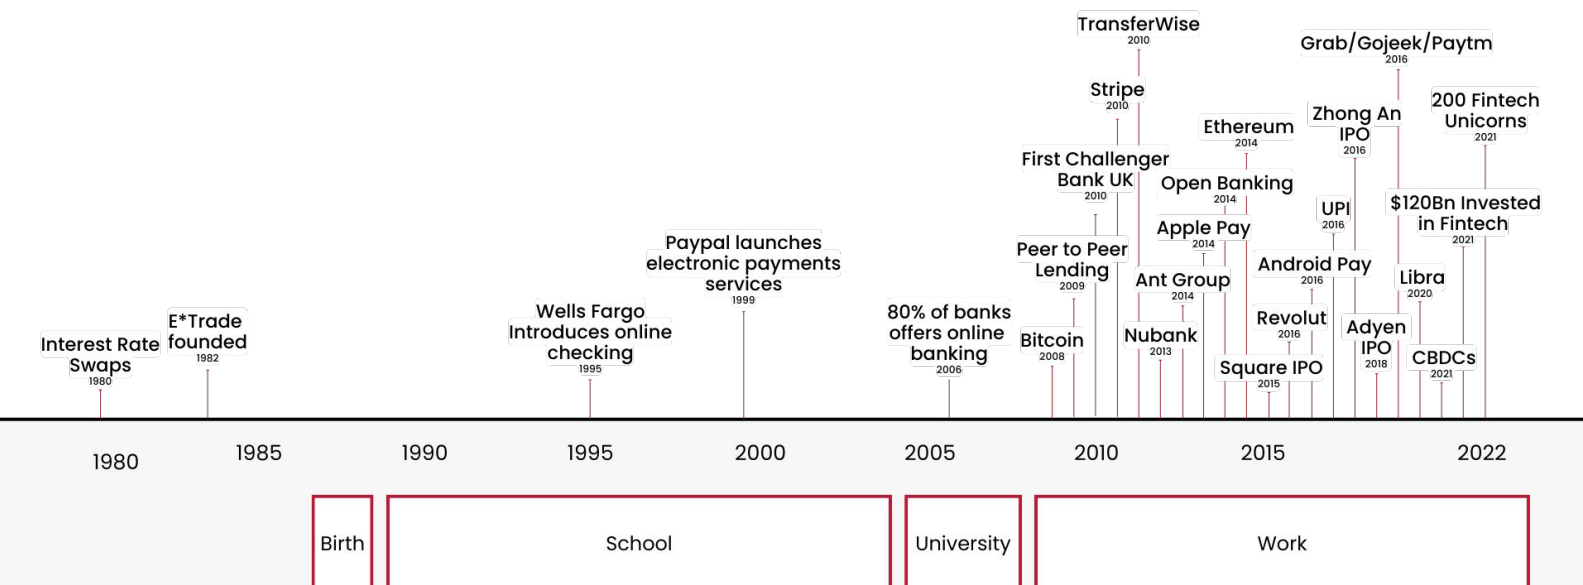 TransferWise
2010
Grab/Gojeek/Paytm
2016
Stripe
2010
200 Fintech
Unicorns
2021
Zhong An
IPO
2016
Ethereum
2014
First Challenger
Bank UK
2010
Open Banking
2014
UPI
2016
$120Bn Invested
in Fintech
2021
Apple Pay
2014
Paypal launches
electronic payments
services
1999
Peer to Peer
Lending
2009
Android Pay
2016
Ant Group
2014
Libra
2020
Wells Fargo
Introduces online
checking
1995
80% of banks
offers online
banking
2006
E*Trade
founded
1982
Revolut
2016
Interest Rate
Swaps
1980
Bitcoin
2008
Nubank
2013
Adyen
IPO
2018
Square IPO
2015
CBDCs
2021
1980
1985
1990
1995
2000
2005
2010
2015
2022
Birth
School
University
Work